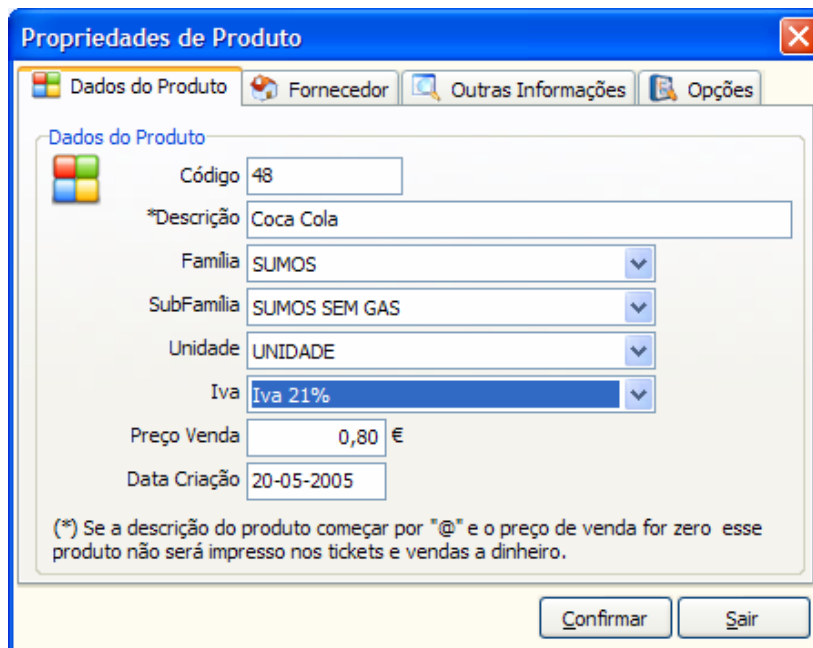 Propriedades de Produto
Dados do Produto Fornecedor Outras Informações Opções
Dados do Produto
Código 48
*Descrição Coca Cola
Família SUMOS
SubFamília SUMOS SEM GAS
Unidade UNIDADE
Iva Iva 21%
Preço Venda 0,80 €
Data Criação 20-05-2005
(*) Se a descrição do produto começar por "@" e o preço de venda for zero esse
produto não será impresso nos tickets e vendas a dinheiro.
Confirmar Sair